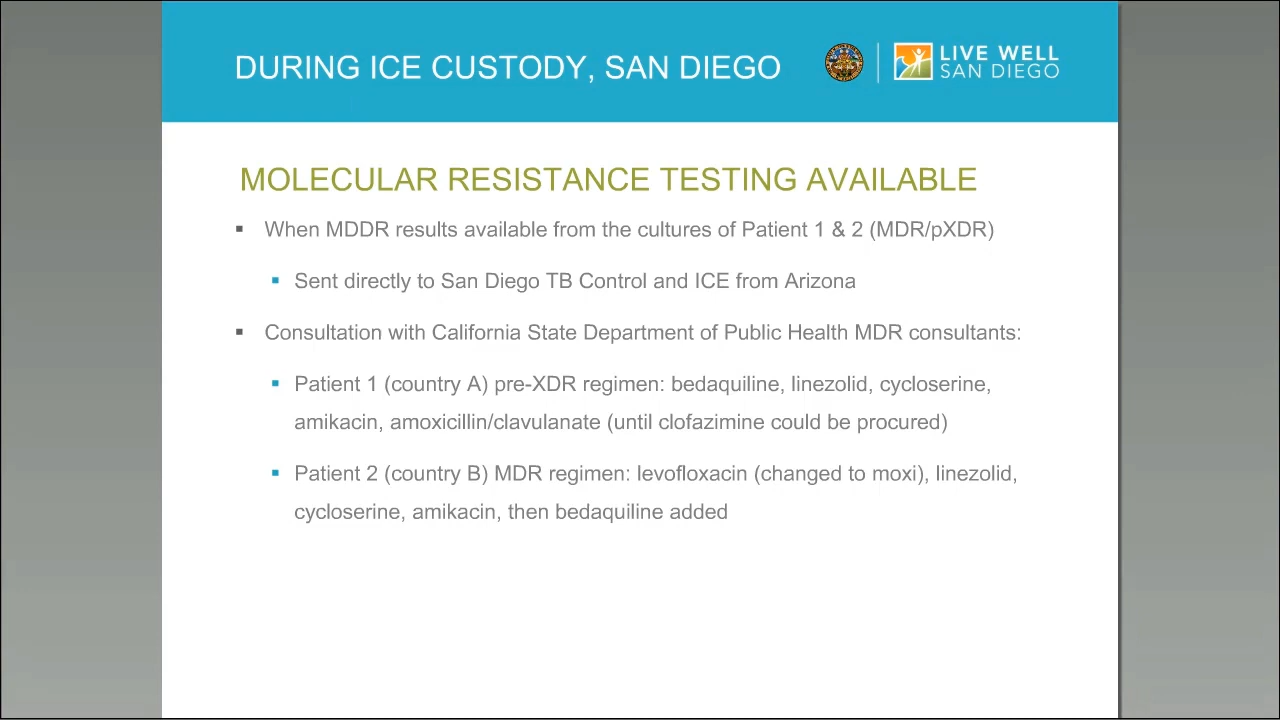 DURING ICE CUSTODY, SAN DIEGO
LIVE WELL
SAN DIEGO
MOLECULAR RESISTANCE TESTING AVAILABLE
▪ When MDDR results available from the cultures of Patient 1 & 2 (MDR/pXDR)
▪ Sent directly to San Diego TB Control and ICE from Arizona
▪ Consultation with California State Department of Public Health MDR consultants:
▪ Patient 1 (country A) pre-XDR regimen: bedaquiline, linezolid, cycloserine,
amikacin, amoxicillin/clavulanate (until clofazimine could be procured)
▪ Patient 2 (country B) MDR regimen: levofloxacin (changed to moxi), linezolid,
cycloserine, amikacin, then bedaquiline added